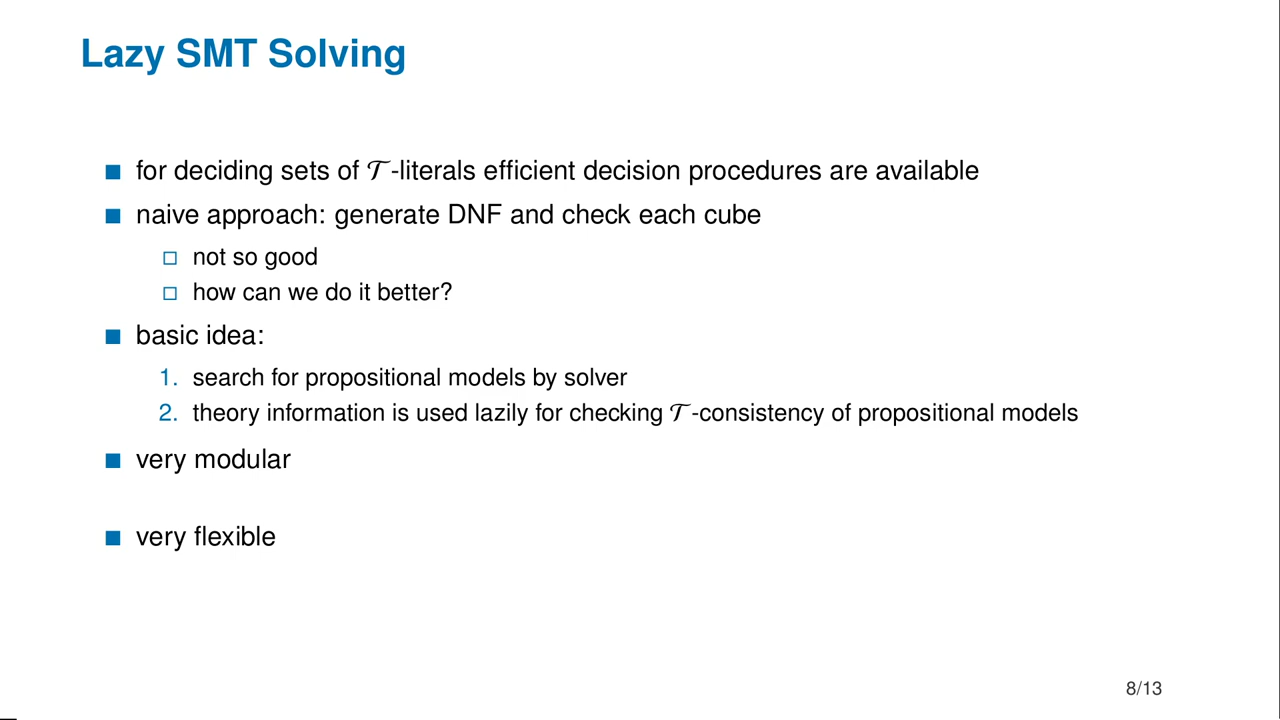 Lazy SMT Solving
■ for deciding sets of 𝒯-literals efficient decision procedures are available
■ naive approach: generate DNF and check each cube
□ not so good
□ how can we do it better?
■ basic idea:
1. search for propositional models by solver
2. theory information is used lazily for checking 𝒯-consistency of propositional models
■ very modular
■ very flexible
8/13